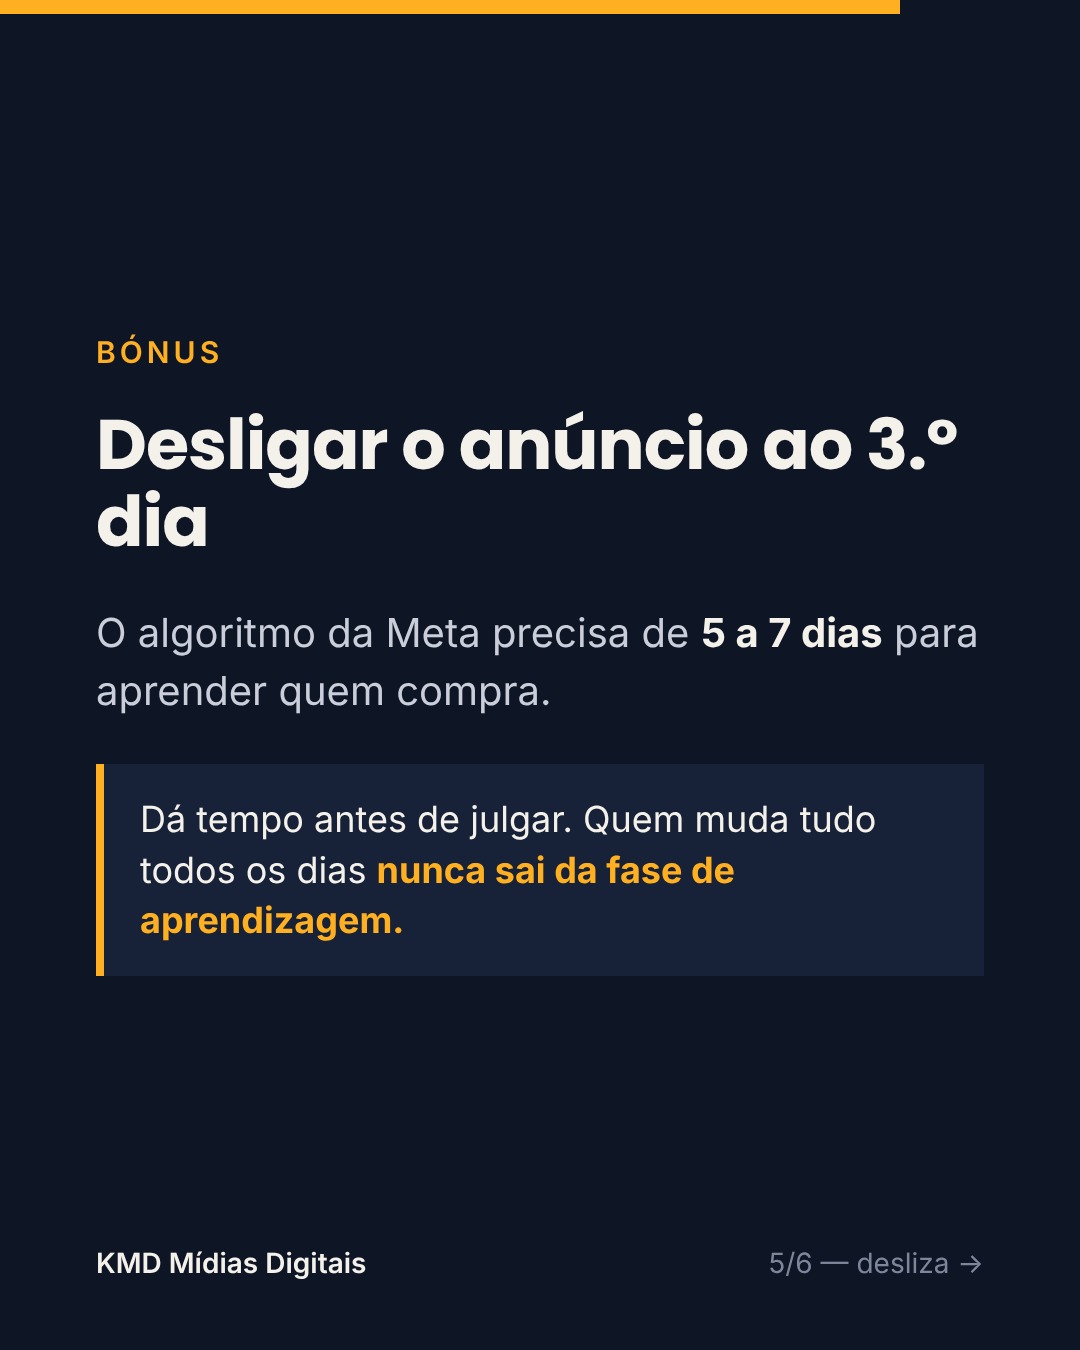 BÓNUS
Desligar o anúncio ao 3.º
dia
O algoritmo da Meta precisa de 5 a 7 dias para
aprender quem compra.
Dá tempo antes de julgar. Quem muda tudo
todos os dias nunca sai da fase de
aprendizagem.
KMD Mídias Digitais
5/6 — desliza →